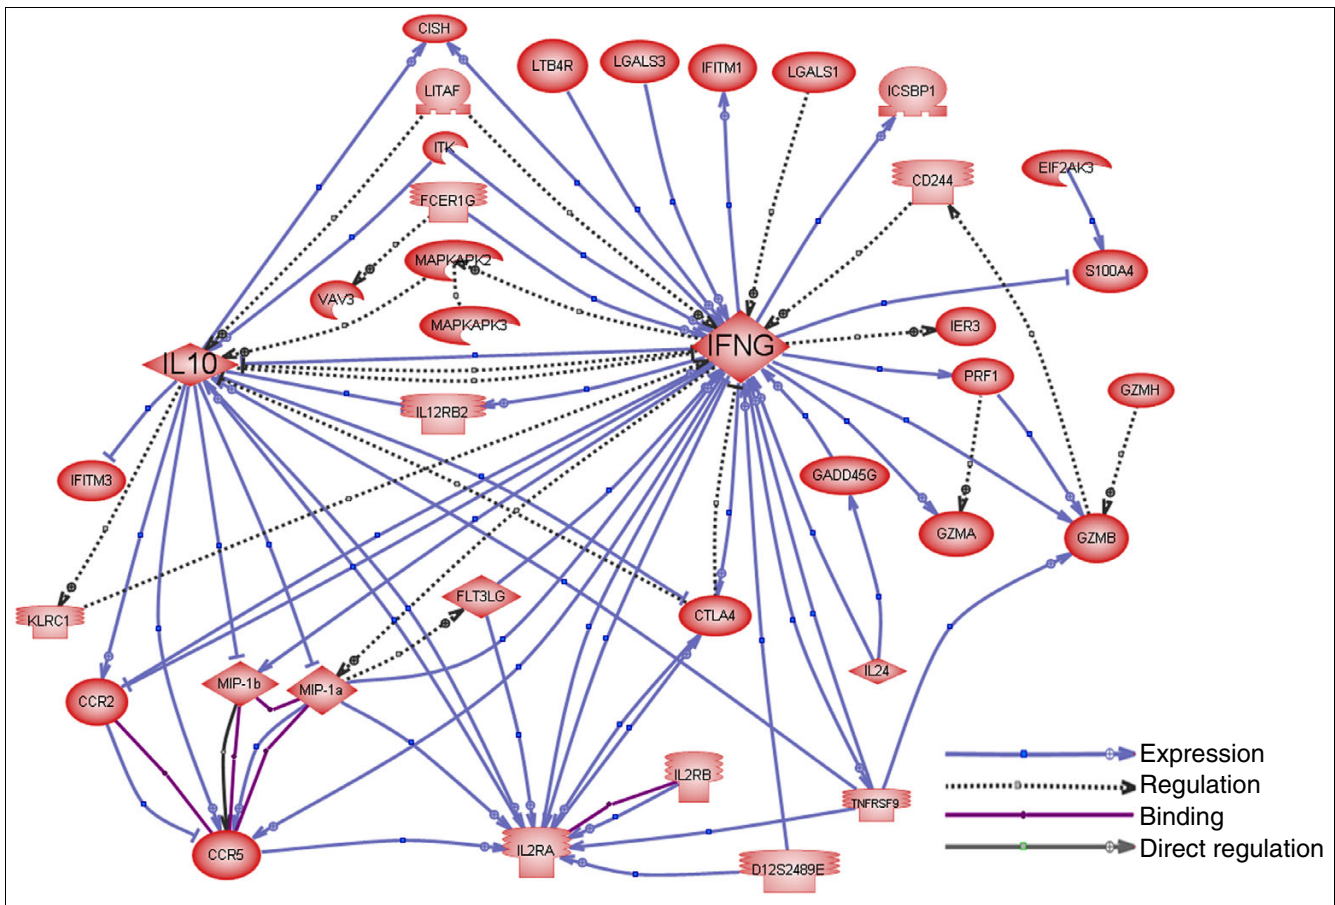 CISH
LTB4R
LGALS3
IFITM1
LGALS1
LITAF
ICSBP1
ITK
CD244
EIF2AK3
FCER1G
MAPKAPK2
S100A4
VAV3
MAPKAPK3
IER3
IFNG
IL10
PRF1
GZMH
IL12RB2
IFITM3
GADD45G
GZMA
GZMB
FLT3LG
KLRC1
CTLA4
IL24
MIP-1b
MIP-1a
CCR2
IL2RB
Expression
TNFRSF9
Regulation
Binding
CCR5
IL2RA
Direct regulation
D12S2489E